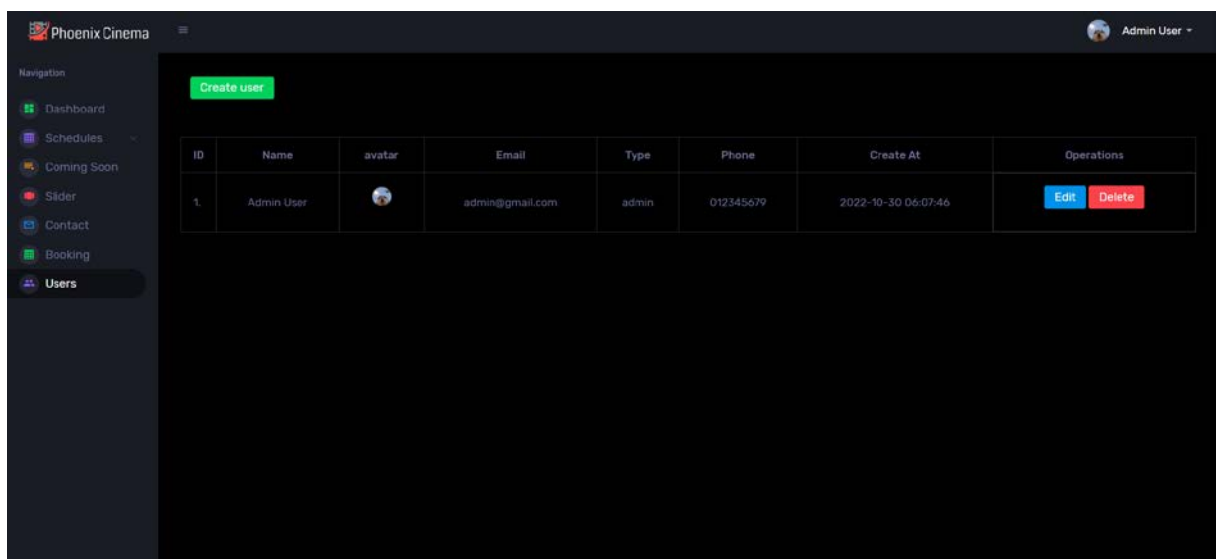 Phoenix Cinema
Admin User
Navigation
Dashboard
Schedules
Coming Soon
Slider
Contact
Booking
Users
Create user
ID Name avatar Email Type Phone Create At Operations
1. Admin User admin@gmail.com admin 012345679 2022-10-30 06:07:46 Edit Delete